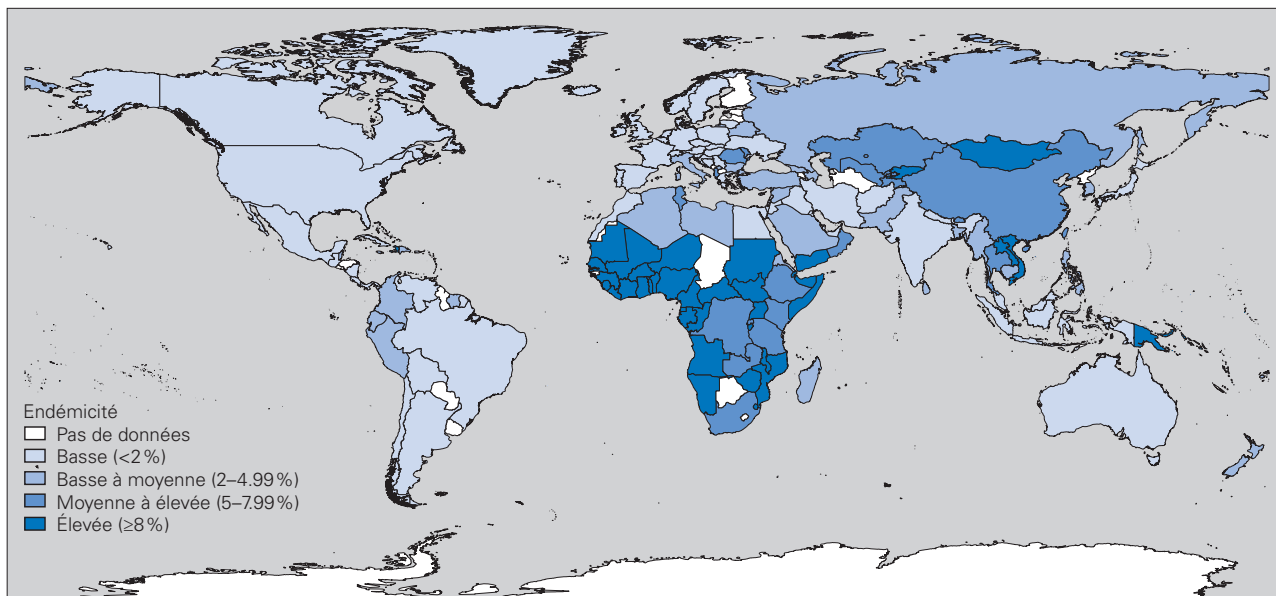 Endémicité
Pas de données
Basse (<2 %)
Basse à moyenne (2–4.99 %)
Moyenne à élevée (5–7.99 %)
Élevée (≥8 %)